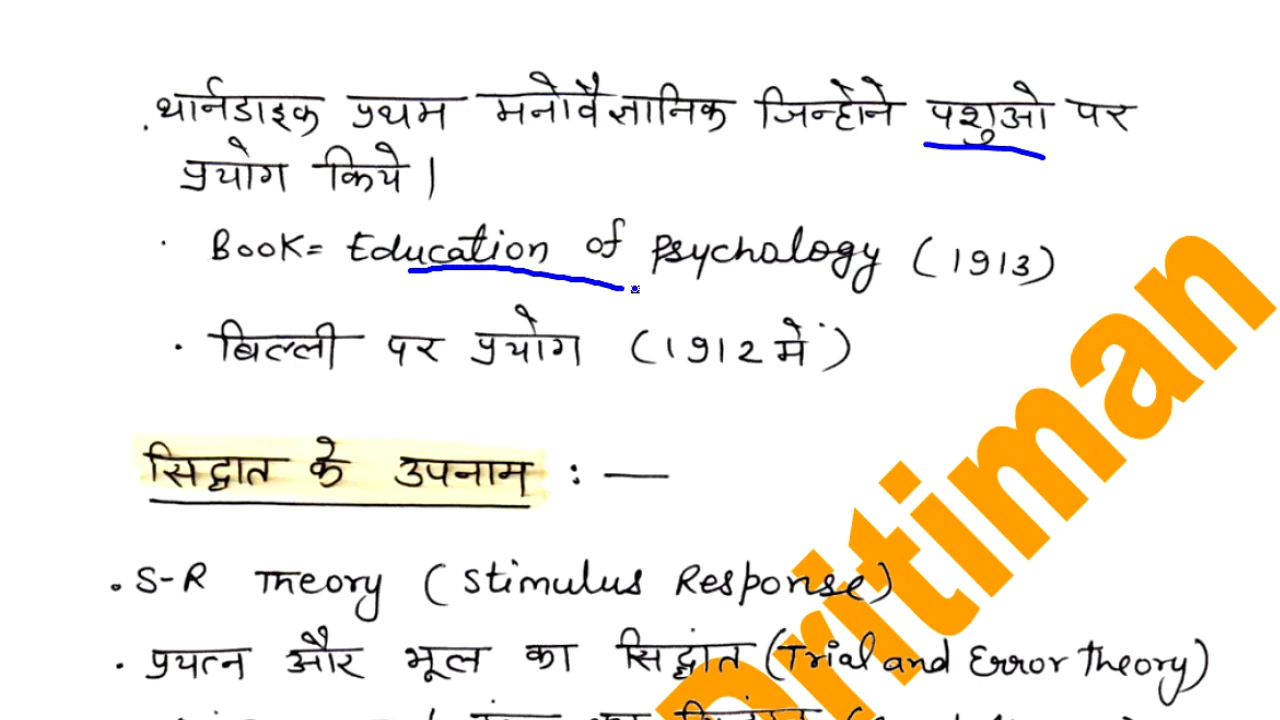 . थार्नडाइक प्रथम मनोवैज्ञानिक जिन्होने पशुओ पर
प्रयोग किये।
· Book= Education of Psychology (1913)
· बिल्ली पर प्रयोग (1912 में)
सिद्धात के उपनाम :—
. S-R Theory (Stimulus Response)
. प्रयत्न और भूल का सिद्धांत (Trial and Error Theory)
Dritiman